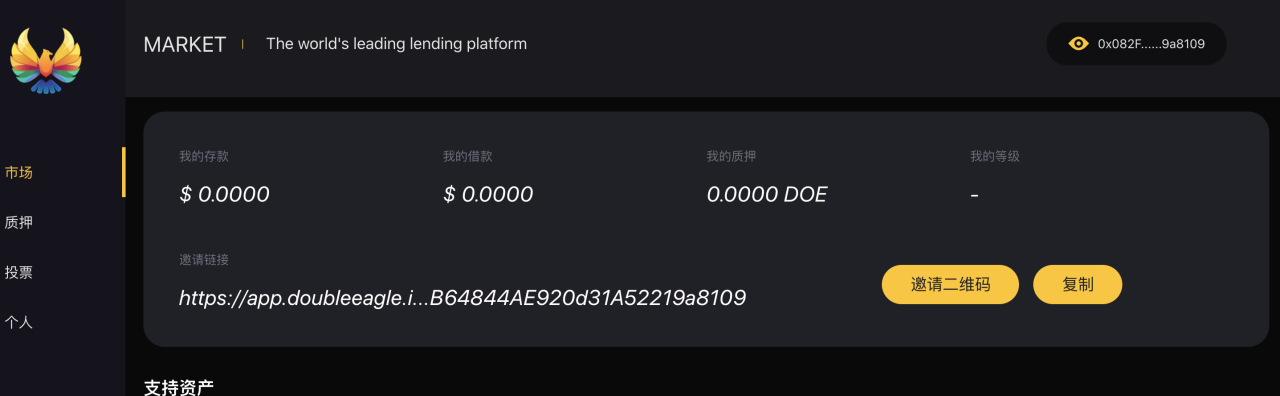 MARKET | The world's leading lending platform
0x082F......9a8109
市场
质押
投票
个人
我的存款
$ 0.0000
我的借款
$ 0.0000
我的质押
0.0000 DOE
我的等级
-
邀请链接
https://app.doubleeagle.i...B64844AE920d31A52219a8109
邀请二维码
复制
支持资产